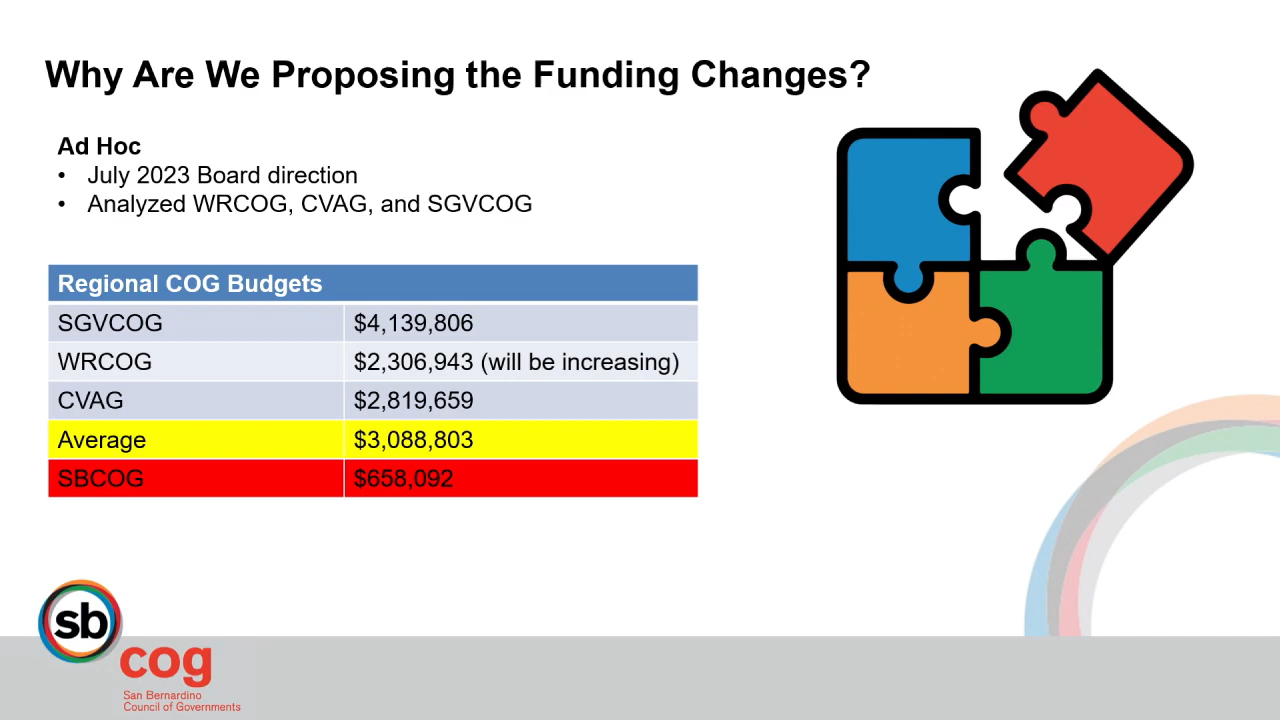 Why Are We Proposing the Funding Changes?
Ad Hoc
• July 2023 Board direction
• Analyzed WRCOG, CVAG, and SGVCOG
Regional COG Budgets
SGVCOG $4,139,806
WRCOG $2,306,943 (will be increasing)
CVAG $2,819,659
Average $3,088,803
SBCOG $658,092
sb
cog
San Bernardino
Council of Governments